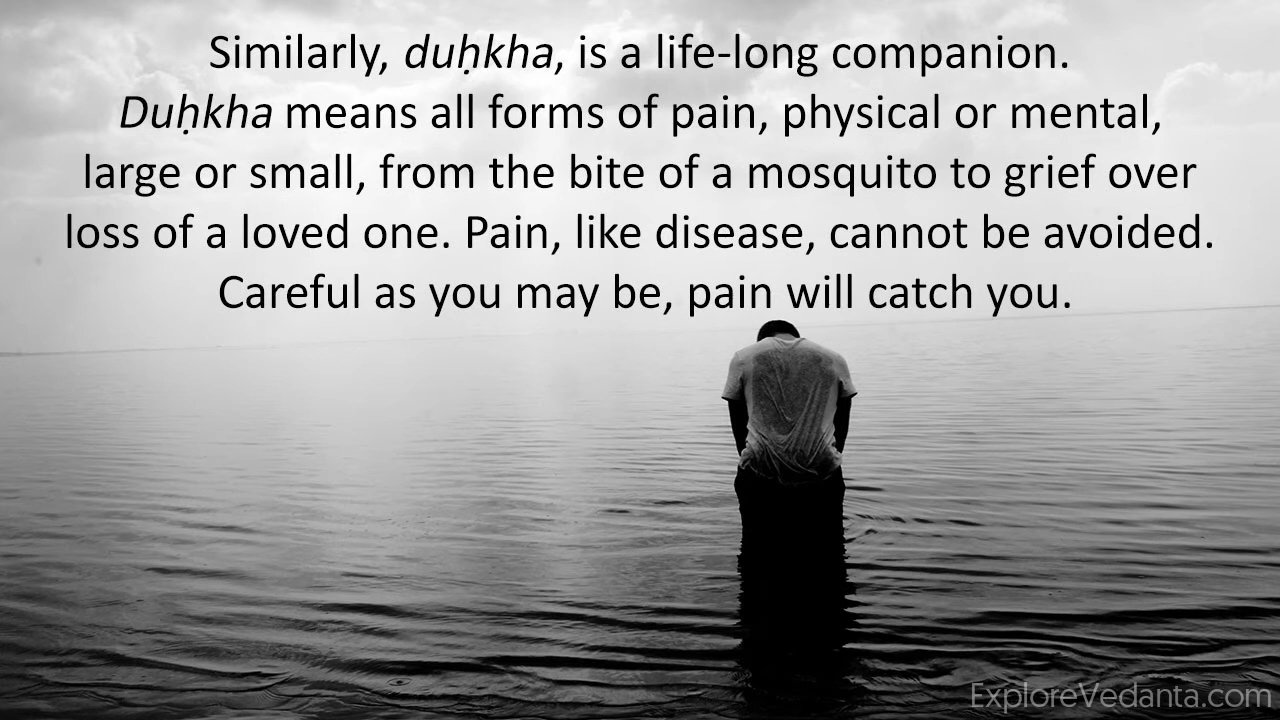 Similarly, duḥkha, is a life-long companion.
Duḥkha means all forms of pain, physical or mental,
large or small, from the bite of a mosquito to grief over
loss of a loved one. Pain, like disease, cannot be avoided.
Careful as you may be, pain will catch you.
ExploreVedanta.com